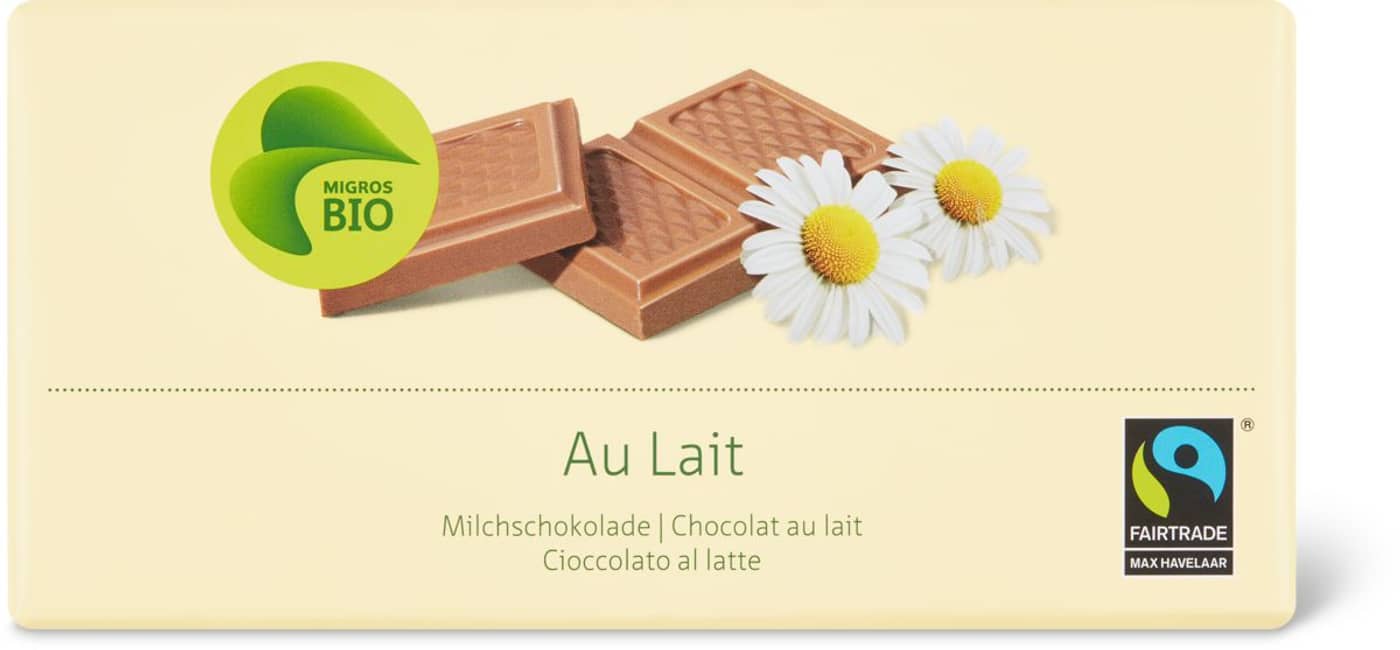 MIGROS
BIO
Au Lait
Milchschokolade | Chocolat au lait
Cioccolato al latte
®
FAIRTRADE
MAX HAVELAAR